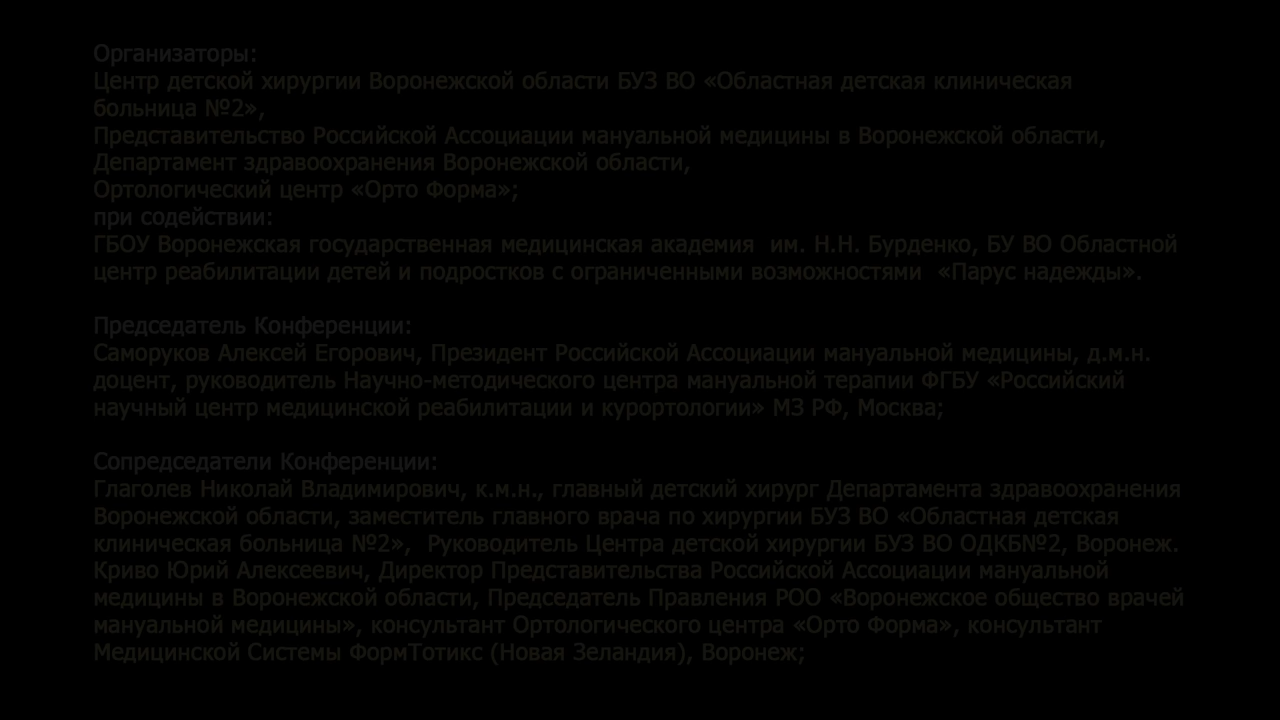 Организаторы:
Центр детской хирургии Воронежской области БУЗ ВО «Областная детская клиническая
больница №2»,
Представительство Российской Ассоциации мануальной медицины в Воронежской области,
Департамент здравоохранения Воронежской области,
Ортологический центр «Орто Форма»;
при содействии:
ГБОУ Воронежская государственная медицинская академия  им. Н.Н. Бурденко, БУ ВО Областной
центр реабилитации детей и подростков с ограниченными возможностями  «Парус надежды».
Председатель Конференции:
Саморуков Алексей Егорович, Президент Российской Ассоциации мануальной медицины, д.м.н.
доцент, руководитель Научно-методического центра мануальной терапии ФГБУ «Российский
научный центр медицинской реабилитации и курортологии» МЗ РФ, Москва;
Сопредседатели Конференции:
Глаголев Николай Владимирович, к.м.н., главный детский хирург Департамента здравоохранения
Воронежской области, заместитель главного врача по хирургии БУЗ ВО «Областная детская
клиническая больница №2»,  Руководитель Центра детской хирургии БУЗ ВО ОДКБ№2, Воронеж.
Криво Юрий Алексеевич, Директор Представительства Российской Ассоциации мануальной
медицины в Воронежской области, Председатель Правления РОО «Воронежское общество врачей
мануальной медицины», консультант Ортологического центра «Орто Форма», консультант
Медицинской Системы ФормТотикс (Новая Зеландия), Воронеж;